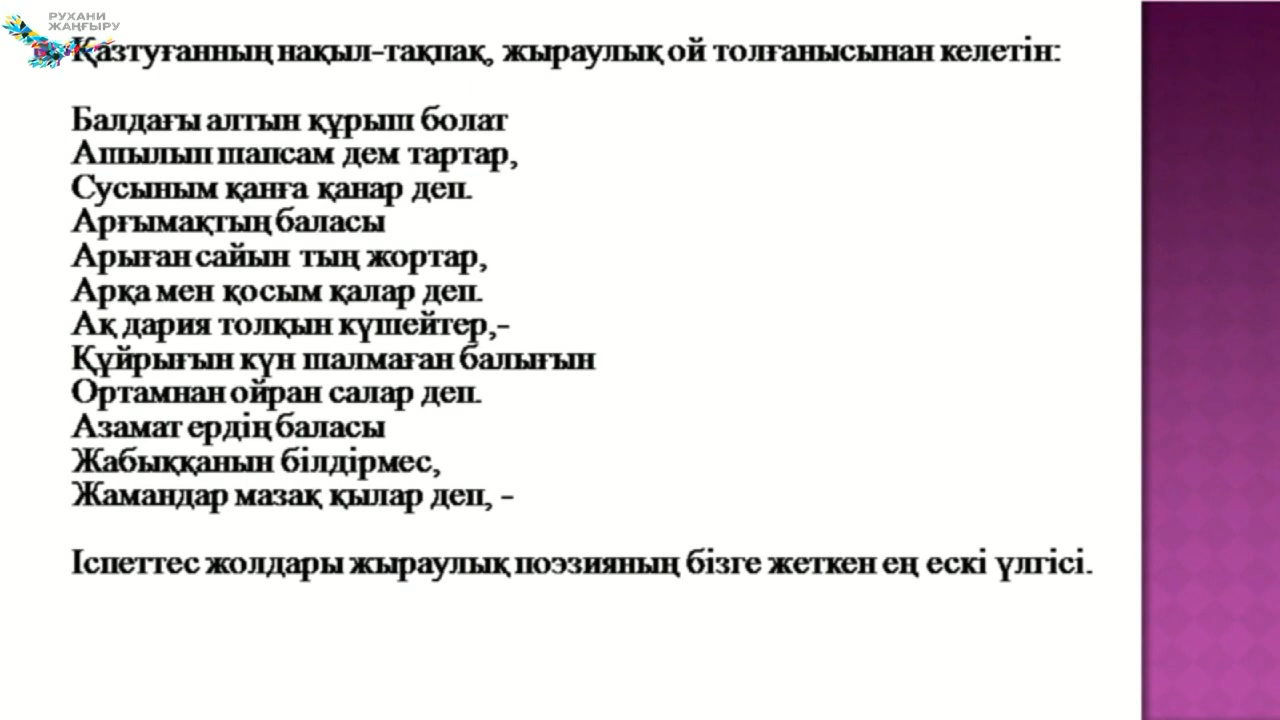 РУХАНИ
ЖАҢҒЫРУ
Қазтуғанның нақыл-тақпақ, жыраулық ой толғанысынан келетін:
Балдағы алтын құрыш болат
Ашылып шапсам дем тартар,
Сусыным қанға қанар деп.
Арғымақтың баласы
Арыған сайын тың жортар,
Арқа мен қосым қалар деп.
Ақ дария толқын күшейтер,-
Құйрығын күн шалмаған балығын
Ортамнан ойран салар деп.
Азамат ердің баласы
Жабыққанын білдірмес,
Жамандар мазақ қылар деп, -
Іспеттес жолдары жыраулық поэзияның бізге жеткен ең ескі үлгісі.